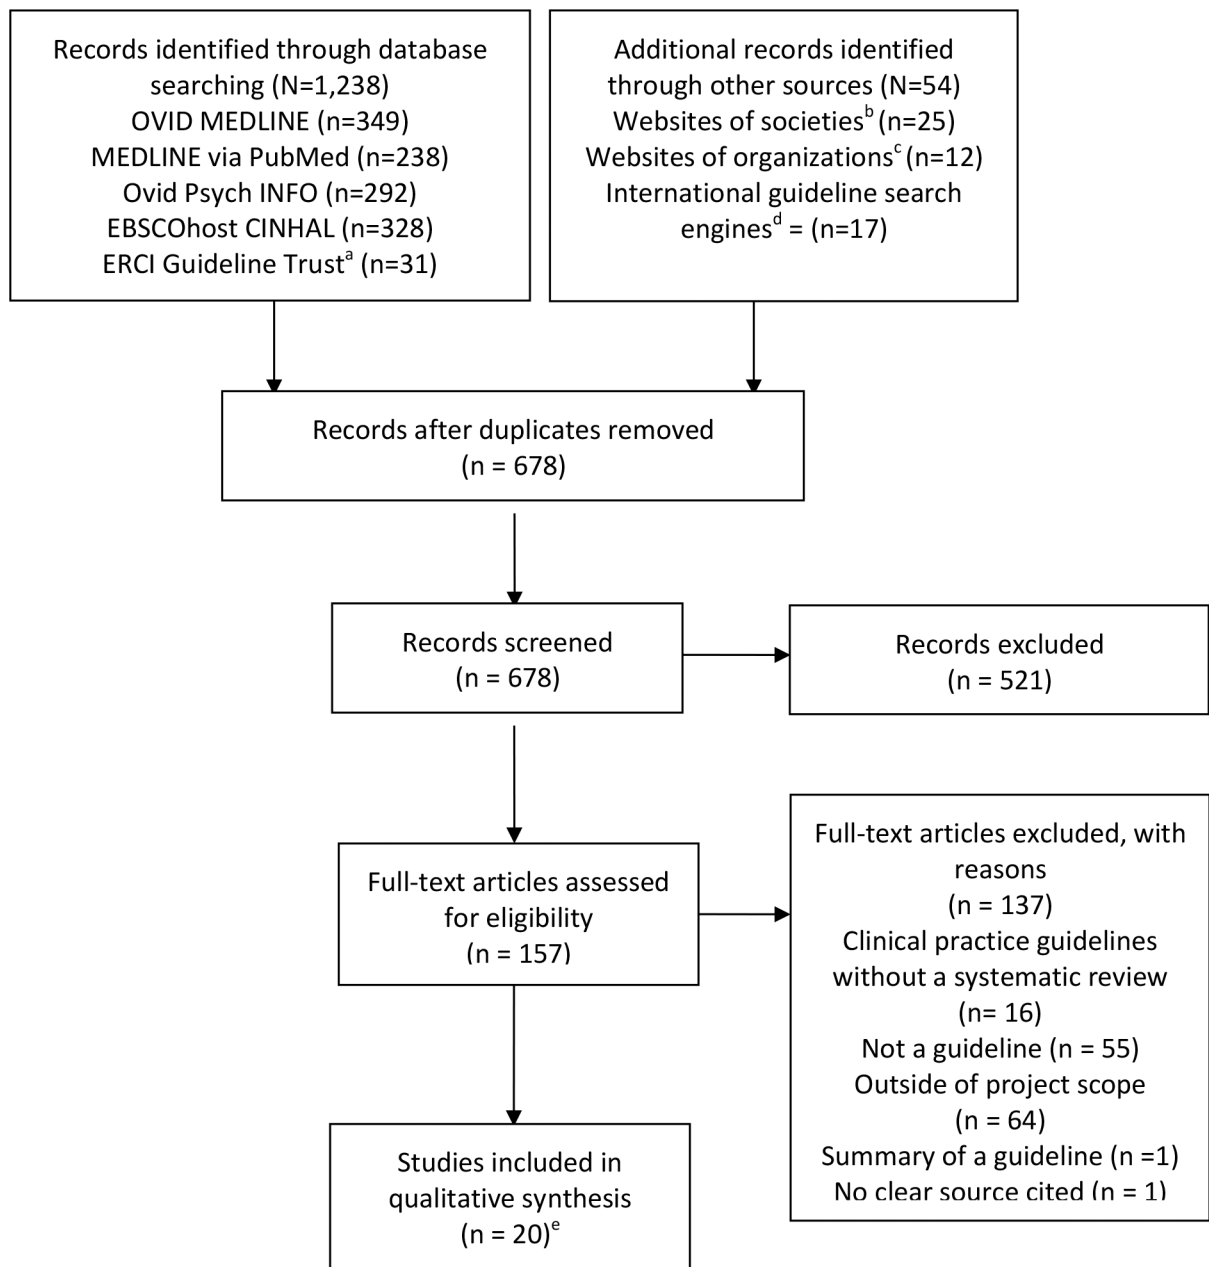 Records identified through database
searching (N=1,238)
OVID MEDLINE (n=349)
MEDLINE via PubMed (n=238)
Ovid Psych INFO (n=292)
EBSCOhost CINHAL (n=328)
ERCI Guideline Trustᵃ (n=31)
Additional records identified
through other sources (N=54)
Websites of societiesᵇ (n=25)
Websites of organizationsᶜ (n=12)
International guideline search
enginesᵈ = (n=17)
Records after duplicates removed
(n = 678)
Records screened
(n = 678)
Records excluded
(n = 521)
Full-text articles assessed
for eligibility
(n = 157)
Full-text articles excluded, with
reasons
(n = 137)
Clinical practice guidelines
without a systematic review
(n= 16)
Not a guideline (n = 55)
Outside of project scope
(n = 64)
Summary of a guideline (n =1)
No clear source cited (n = 1)
Studies included in
qualitative synthesis
(n = 20)ᵉ